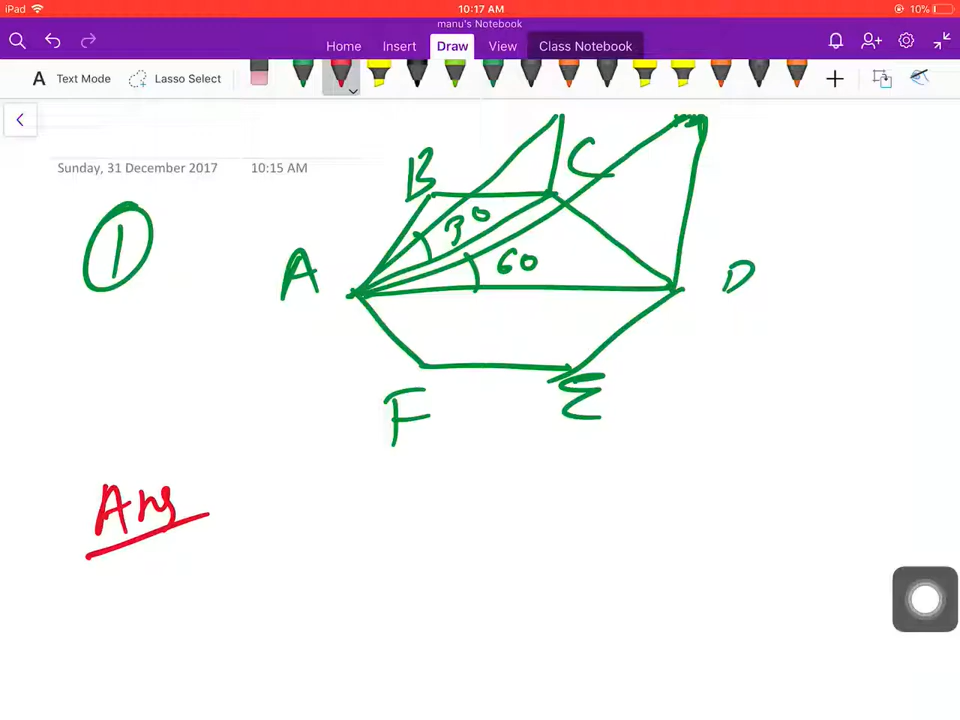 iPad
10:17 AM
10%
manu's Notebook
Home Insert Draw View Class Notebook
A Text Mode Lasso Select
Sunday, 31 December 2017 10:15 AM
1
B
C
30
60
A
D
F
E
Ans